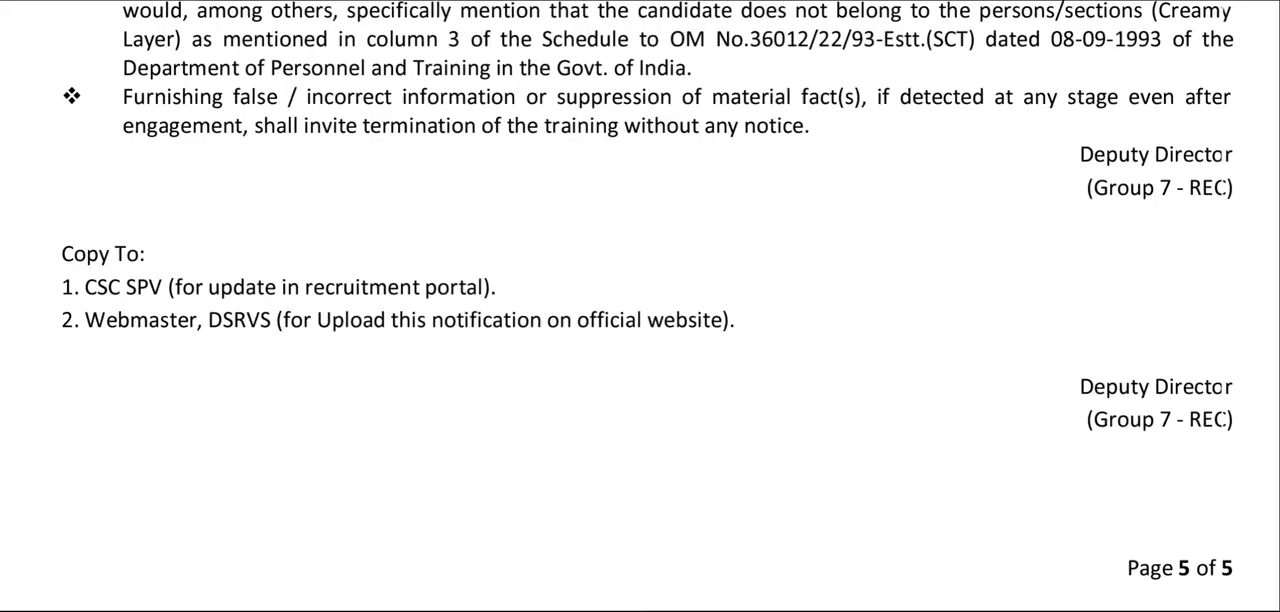 would, among others, specifically mention that the candidate does not belong to the persons/sections (Creamy
Layer) as mentioned in column 3 of the Schedule to OM No.36012/22/93-Estt.(SCT) dated 08-09-1993 of the
Department of Personnel and Training in the Govt. of India.
❖ Furnishing false / incorrect information or suppression of material fact(s), if detected at any stage even after
engagement, shall invite termination of the training without any notice.
Deputy Director
(Group 7 - REC)
Copy To:
1. CSC SPV (for update in recruitment portal).
2. Webmaster, DSRVS (for Upload this notification on official website).
Deputy Director
(Group 7 - REC)
Page 5 of 5